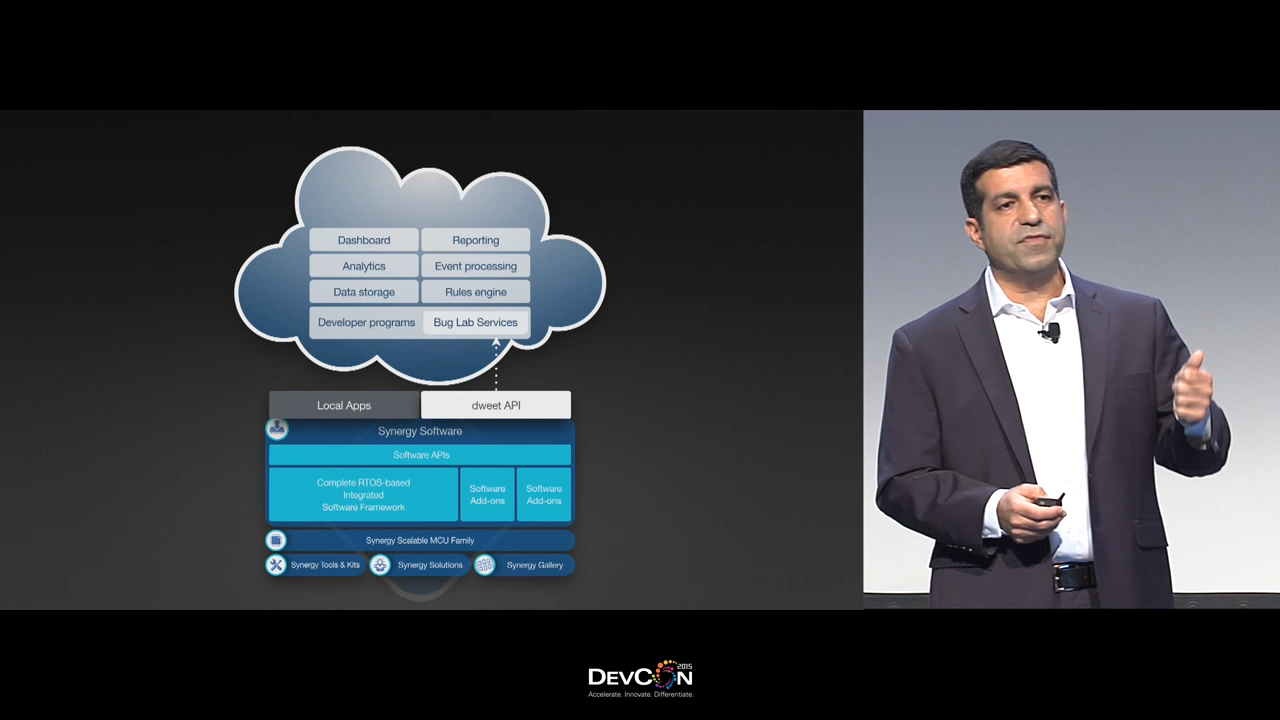 Dashboard
Reporting
Analytics
Event processing
Data storage
Rules engine
Developer programs
Bug Lab Services
Local Apps
dweet API
Synergy Software
Software APIs
Complete RTOS-based
Integrated
Software Framework
Software
Add-ons
Software
Add-ons
Synergy Scalable MCU Family
Synergy Tools & Kits
Synergy Solutions
Synergy Gallery
DEVCON 2015
Accelerate. Innovate. Differentiate.